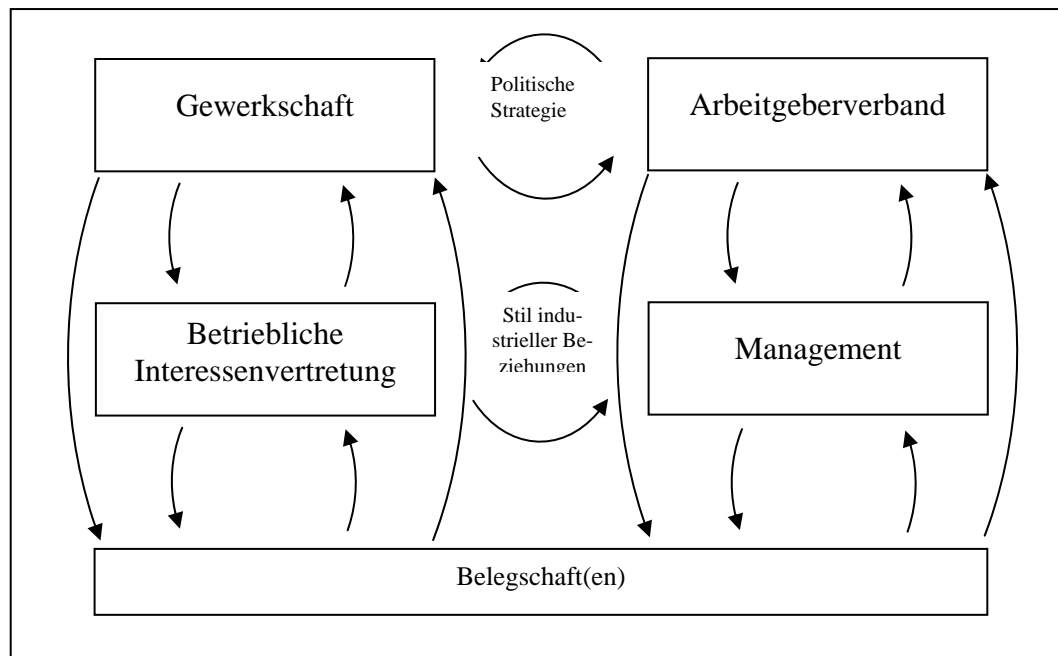 Gewerkschaft
Politische
Strategie
Arbeitgeberverband
Betriebliche
Interessenvertretung
Stil indu-
strieller Be-
ziehungen
Management
Belegschaft(en)